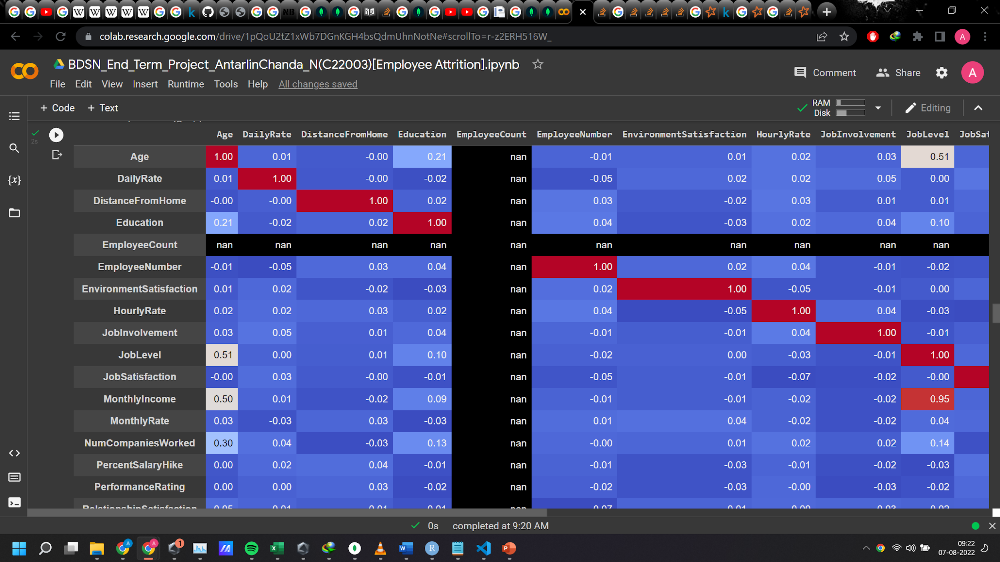 colab.research.google.com/drive/1pQoU2tZ1xWb7DGnKGH4bsQdmUhnNotNe#scrollTo=r-z2ERH516W_
A
BDSN_End_Term_Project_AntarlinChanda_N(C22003)[Employee Attrition].ipynb
Comment Share A
File Edit View Insert Runtime Tools Help All changes saved
+ Code + Text RAM Disk Editing
Age DailyRate DistanceFromHome Education EmployeeCount EmployeeNumber EnvironmentSatisfaction HourlyRate JobInvolvement JobLevel JobSat
2s
Age 1.00 0.01 -0.00 0.21 nan -0.01 0.01 0.02 0.03 0.51
DailyRate 0.01 1.00 -0.00 -0.02 nan -0.05 0.02 0.02 0.05 0.00
DistanceFromHome -0.00 -0.00 1.00 0.02 nan 0.03 -0.02 0.03 0.01 0.01
Education 0.21 -0.02 0.02 1.00 nan 0.04 -0.03 0.02 0.04 0.10
EmployeeCount nan nan nan nan nan nan nan nan nan nan
EmployeeNumber -0.01 -0.05 0.03 0.04 nan 1.00 0.02 0.04 -0.01 -0.02
EnvironmentSatisfaction 0.01 0.02 -0.02 -0.03 nan 0.02 1.00 -0.05 -0.01 0.00
HourlyRate 0.02 0.02 0.03 0.02 nan 0.04 -0.05 1.00 0.04 -0.03
JobInvolvement 0.03 0.05 0.01 0.04 nan -0.01 -0.01 0.04 1.00 -0.01
JobLevel 0.51 0.00 0.01 0.10 nan -0.02 0.00 -0.03 -0.01 1.00
JobSatisfaction -0.00 0.03 -0.00 -0.01 nan -0.05 -0.01 -0.07 -0.02 -0.00
MonthlyIncome 0.50 0.01 -0.02 0.09 nan -0.01 -0.01 -0.02 -0.02 0.95
MonthlyRate 0.03 -0.03 0.03 -0.03 nan 0.01 0.04 -0.02 -0.02 0.04
NumCompaniesWorked 0.30 0.04 -0.03 0.13 nan -0.00 0.01 0.02 0.02 0.14
PercentSalaryHike 0.00 0.02 0.04 -0.01 nan -0.01 -0.03 -0.01 -0.02 -0.03
PerformanceRating 0.00 0.00 0.03 -0.02 nan -0.02 -0.03 -0.00 -0.03 -0.02
RelationshipSatisfaction
0s completed at 9:20 AM
09:22
07-08-2022